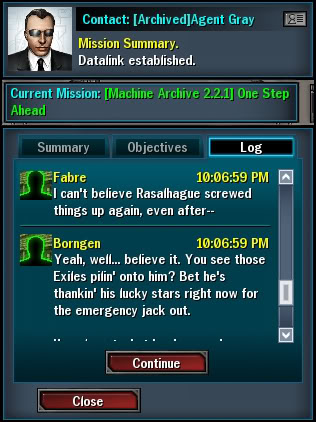 Contact: [Archived]Agent Gray
Mission Summary.
Datalink established.
Current Mission: [Machine Archive 2.2.1] One Step
Ahead
Summary
Objectives
Log
Fabre 10:06:59 PM
I can't believe Rasalhague screwed
things up again, even after--
Borngen 10:06:59 PM
Yeah, well... believe it. You see those
Exiles pilin' onto him? Bet he's
thankin' his lucky stars right now for
the emergency jack out.
Continue
Close